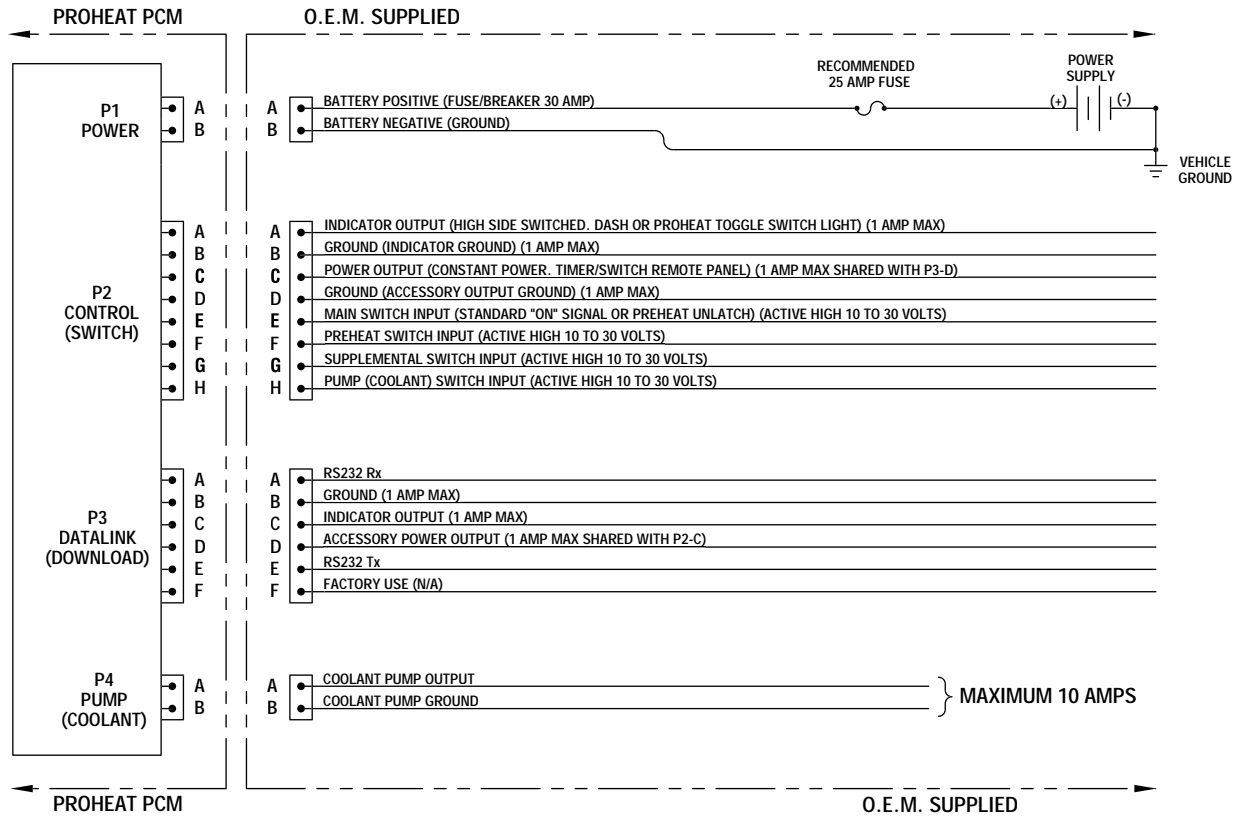 PROHEAT PCM
O.E.M. SUPPLIED
RECOMMENDED
25 AMP FUSE
POWER
SUPPLY
(+)
(-)
VEHICLE
GROUND
P1
POWER
A
B
A BATTERY POSITIVE (FUSE/BREAKER 30 AMP)
B BATTERY NEGATIVE (GROUND)
P2
CONTROL
(SWITCH)
A
B
C
D
E
F
G
H
A INDICATOR OUTPUT (HIGH SIDE SWITCHED. DASH OR PROHEAT TOGGLE SWITCH LIGHT) (1 AMP MAX)
B GROUND (INDICATOR GROUND) (1 AMP MAX)
C POWER OUTPUT (CONSTANT POWER. TIMER/SWITCH REMOTE PANEL) (1 AMP MAX SHARED WITH P3-D)
D GROUND (ACCESSORY OUTPUT GROUND) (1 AMP MAX)
E MAIN SWITCH INPUT (STANDARD "ON" SIGNAL OR PREHEAT UNLATCH) (ACTIVE HIGH 10 TO 30 VOLTS)
F PREHEAT SWITCH INPUT (ACTIVE HIGH 10 TO 30 VOLTS)
G SUPPLEMENTAL SWITCH INPUT (ACTIVE HIGH 10 TO 30 VOLTS)
H PUMP (COOLANT) SWITCH INPUT (ACTIVE HIGH 10 TO 30 VOLTS)
P3
DATALINK
(DOWNLOAD)
A
B
C
D
E
F
A RS232 Rx
B GROUND (1 AMP MAX)
C INDICATOR OUTPUT (1 AMP MAX)
D ACCESSORY POWER OUTPUT (1 AMP MAX SHARED WITH P2-C)
E RS232 Tx
F FACTORY USE (N/A)
P4
PUMP
(COOLANT)
A
B
A COOLANT PUMP OUTPUT
B COOLANT PUMP GROUND
MAXIMUM 10 AMPS
PROHEAT PCM
O.E.M. SUPPLIED